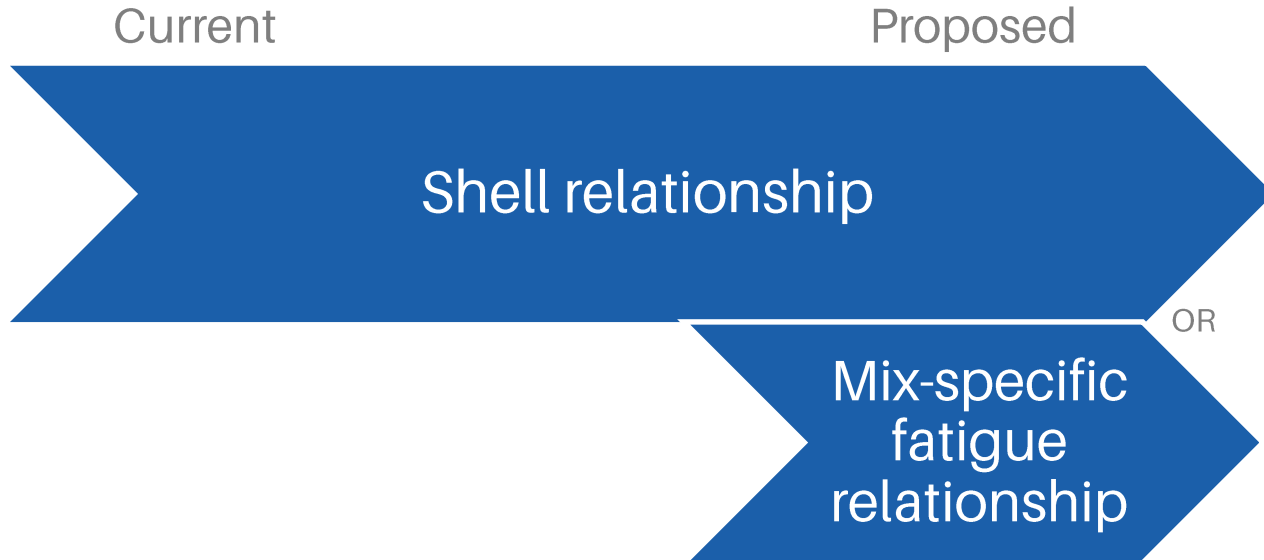 Current
Proposed
Shell relationship
OR
Mix-specific
fatigue
relationship